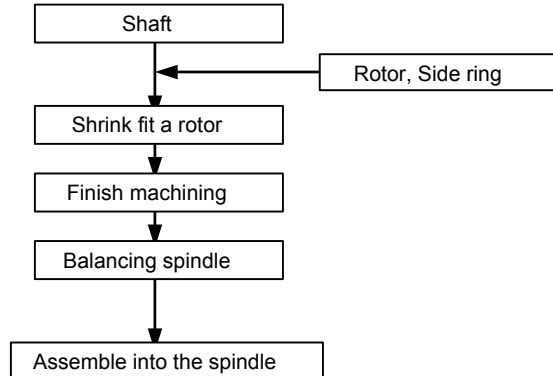 Shaft
Rotor, Side ring
Shrink fit a rotor
Finish machining
Balancing spindle
Assemble into the spindle